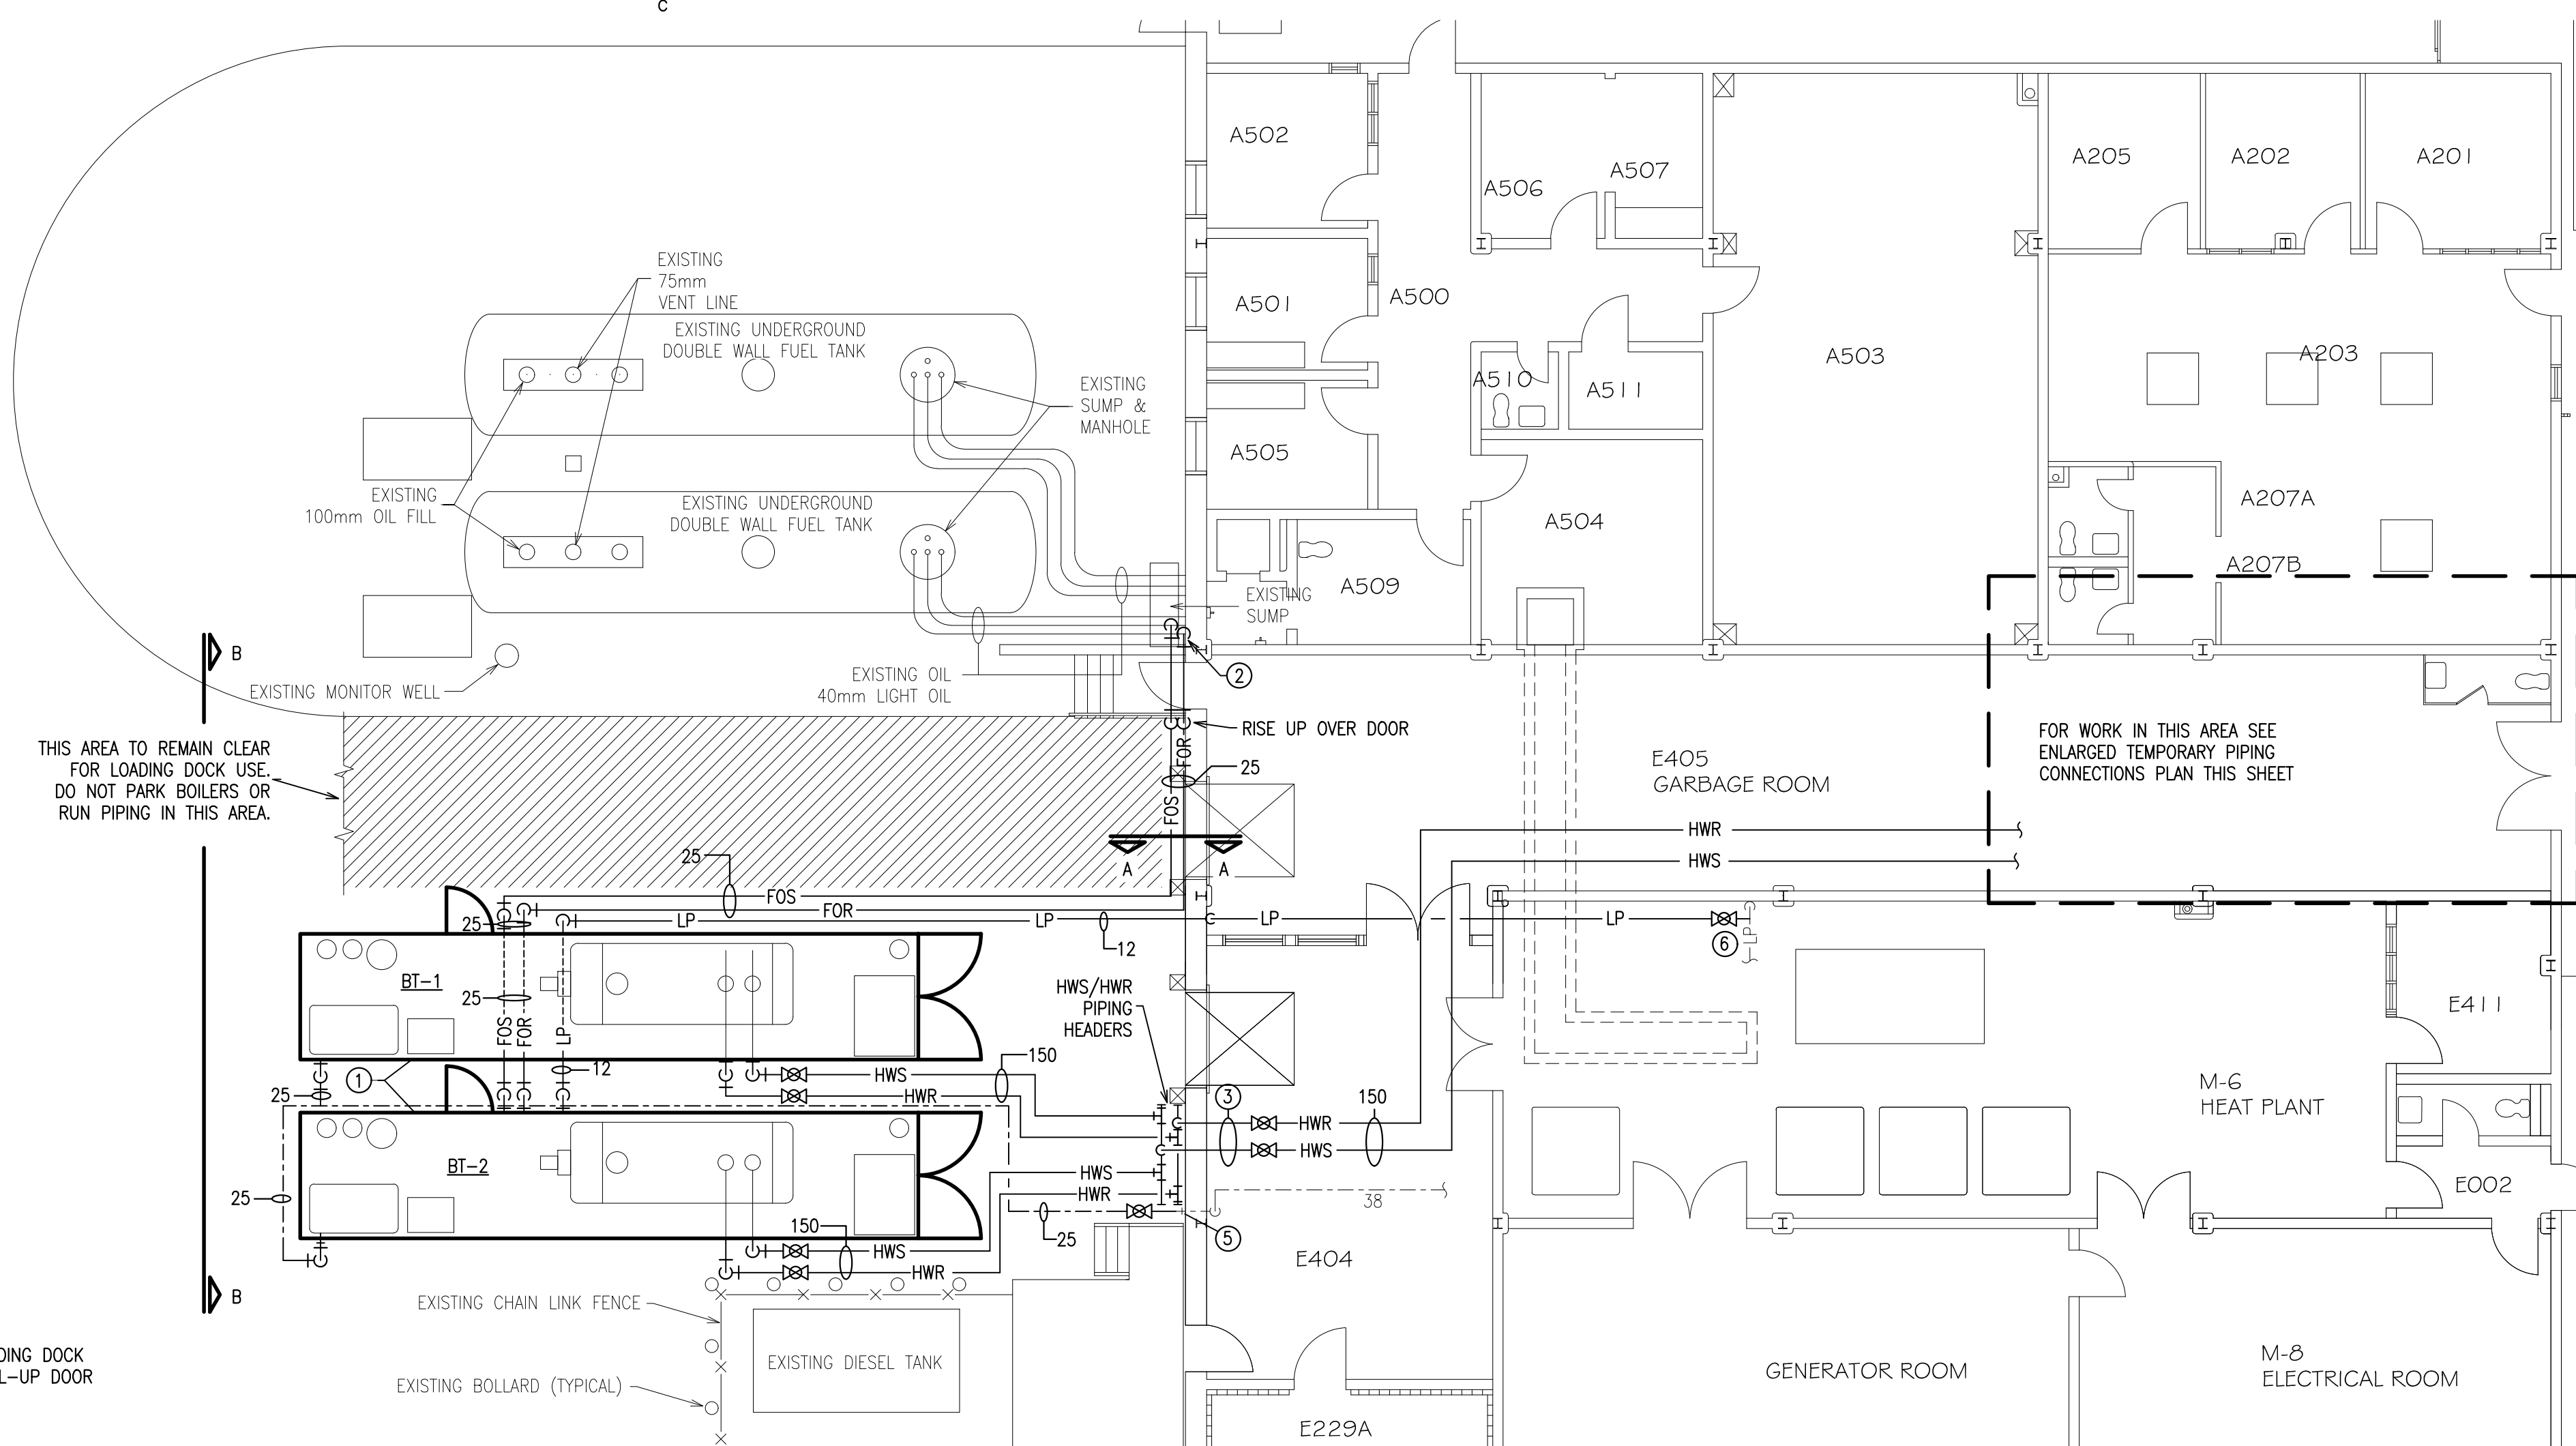 C
A502
A506
A507
A205
A202
A201
EXISTING
75mm
VENT LINE
A501
A500
A503
A203
EXISTING UNDERGROUND
DOUBLE WALL FUEL TANK
EXISTING
SUMP &
MANHOLE
A510
A511
A505
EXISTING
100mm OIL FILL
EXISTING UNDERGROUND
DOUBLE WALL FUEL TANK
A504
A207A
A207B
A509
EXISTING
SUMP
B
EXISTING MONITOR WELL
EXISTING OIL
40mm LIGHT OIL
2
THIS AREA TO REMAIN CLEAR
FOR LOADING DOCK USE.
DO NOT PARK BOILERS OR
RUN PIPING IN THIS AREA.
RISE UP OVER DOOR
FOR
25
FOS
E405
GARBAGE ROOM
FOR WORK IN THIS AREA SEE
ENLARGED TEMPORARY PIPING
CONNECTIONS PLAN THIS SHEET
HWR
HWS
A
A
25
FOS
FOR
LP
LP
LP
LP
25
12
6
LP
BT-1
25
FOS
FOR
LP
HWS/HWR
PIPING
HEADERS
E411
1
12
HWS
HWR
150
25
M-6
HEAT PLANT
3
150
HWR
HWS
BT-2
HWS
HWR
25
38
E002
150
25
5
HWS
HWR
E404
B
EXISTING CHAIN LINK FENCE
DING DOCK
L-UP DOOR
EXISTING DIESEL TANK
EXISTING BOLLARD (TYPICAL)
GENERATOR ROOM
M-8
ELECTRICAL ROOM
E229A